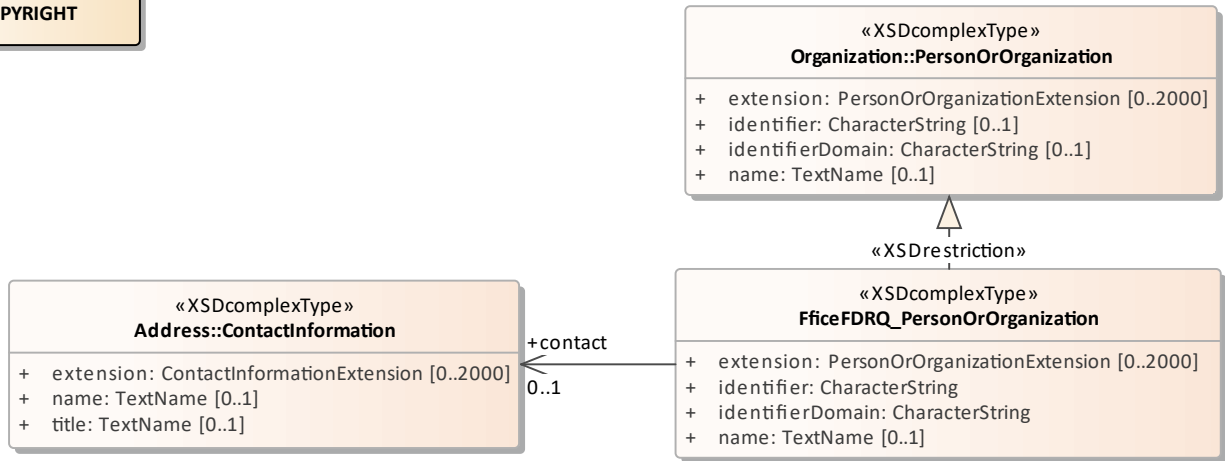 PYRIGHT
«XSDcomplexType»
Organization::PersonOrOrganization
+ extension: PersonOrOrganizationExtension [0..2000]
+ identifier: CharacterString [0..1]
+ identifierDomain: CharacterString [0..1]
+ name: TextName [0..1]
«XSDrestriction»
«XSDcomplexType»
Address::ContactInformation
+ extension: ContactInformationExtension [0..2000]
+ name: TextName [0..1]
+ title: TextName [0..1]
+contact
0..1
«XSDcomplexType»
FficeFDRQ_PersonOrOrganization
+ extension: PersonOrOrganizationExtension [0..2000]
+ identifier: CharacterString
+ identifierDomain: CharacterString
+ name: TextName [0..1]